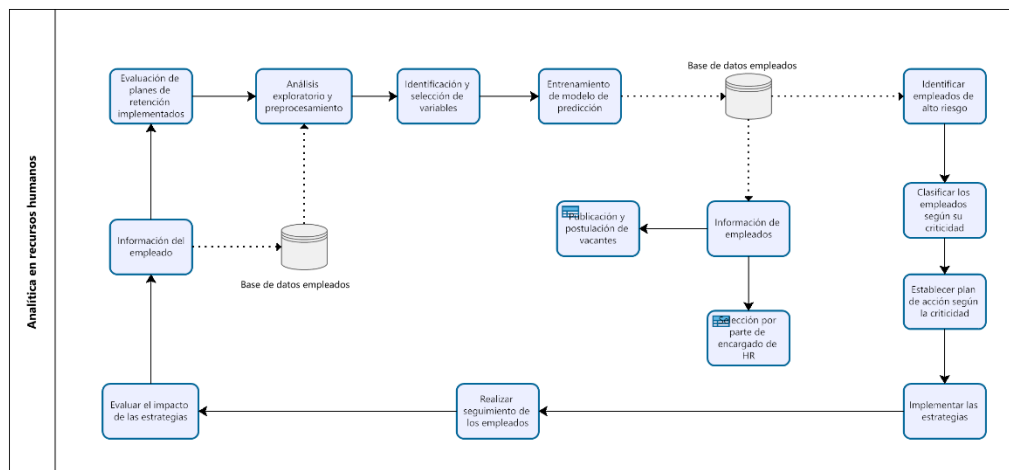 Analítica en recursos humanos
Evaluación de
planes de
retención
implementados
Análisis
exploratorio y
preprocesamiento
Identificación y
selección de
variables
Entrenamiento
de modelo de
predicción
Base de datos empleados
Identificar
empleados de
alto riesgo
Clasificar los
empleados
según su
criticidad
Publicación y
postulación de
vacantes
Información de
empleados
Información del
empleado
Base de datos empleados
Establecer plan
de acción según
la criticidad
Selección por
parte de
encargado de
HR
Evaluar el impacto
de las estrategias
Realizar
seguimiento de
los empleados
Implementar las
estrategias